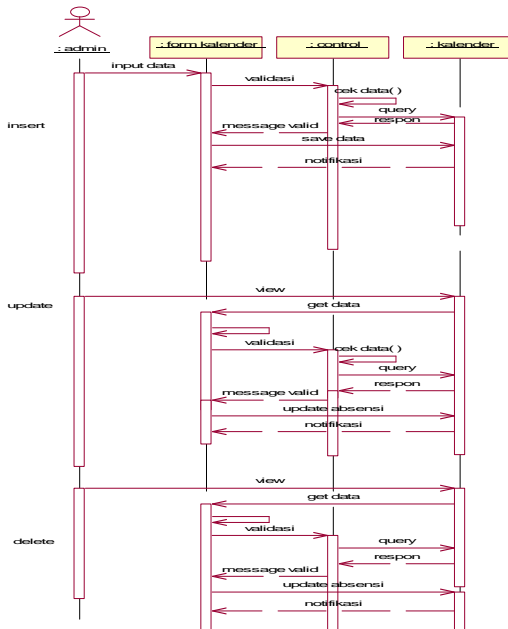 : admin
: form kalender
: control
: kalender
input data
validasi
cek data( )
query
respon
insert
message valid
save data
notifikasi
view
update
get data
validasi
cek data( )
query
respon
message valid
update absensi
notifikasi
view
get data
validasi
delete
query
respon
message valid
update absensi
notifikasi